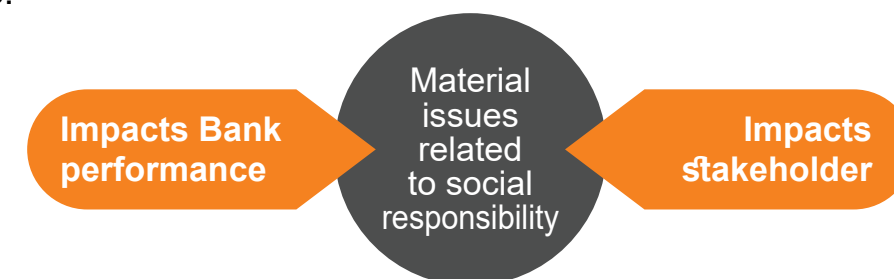 Impacts Bank
performance
Material
issues
related
to social
responsibility
Impacts
stakeholder